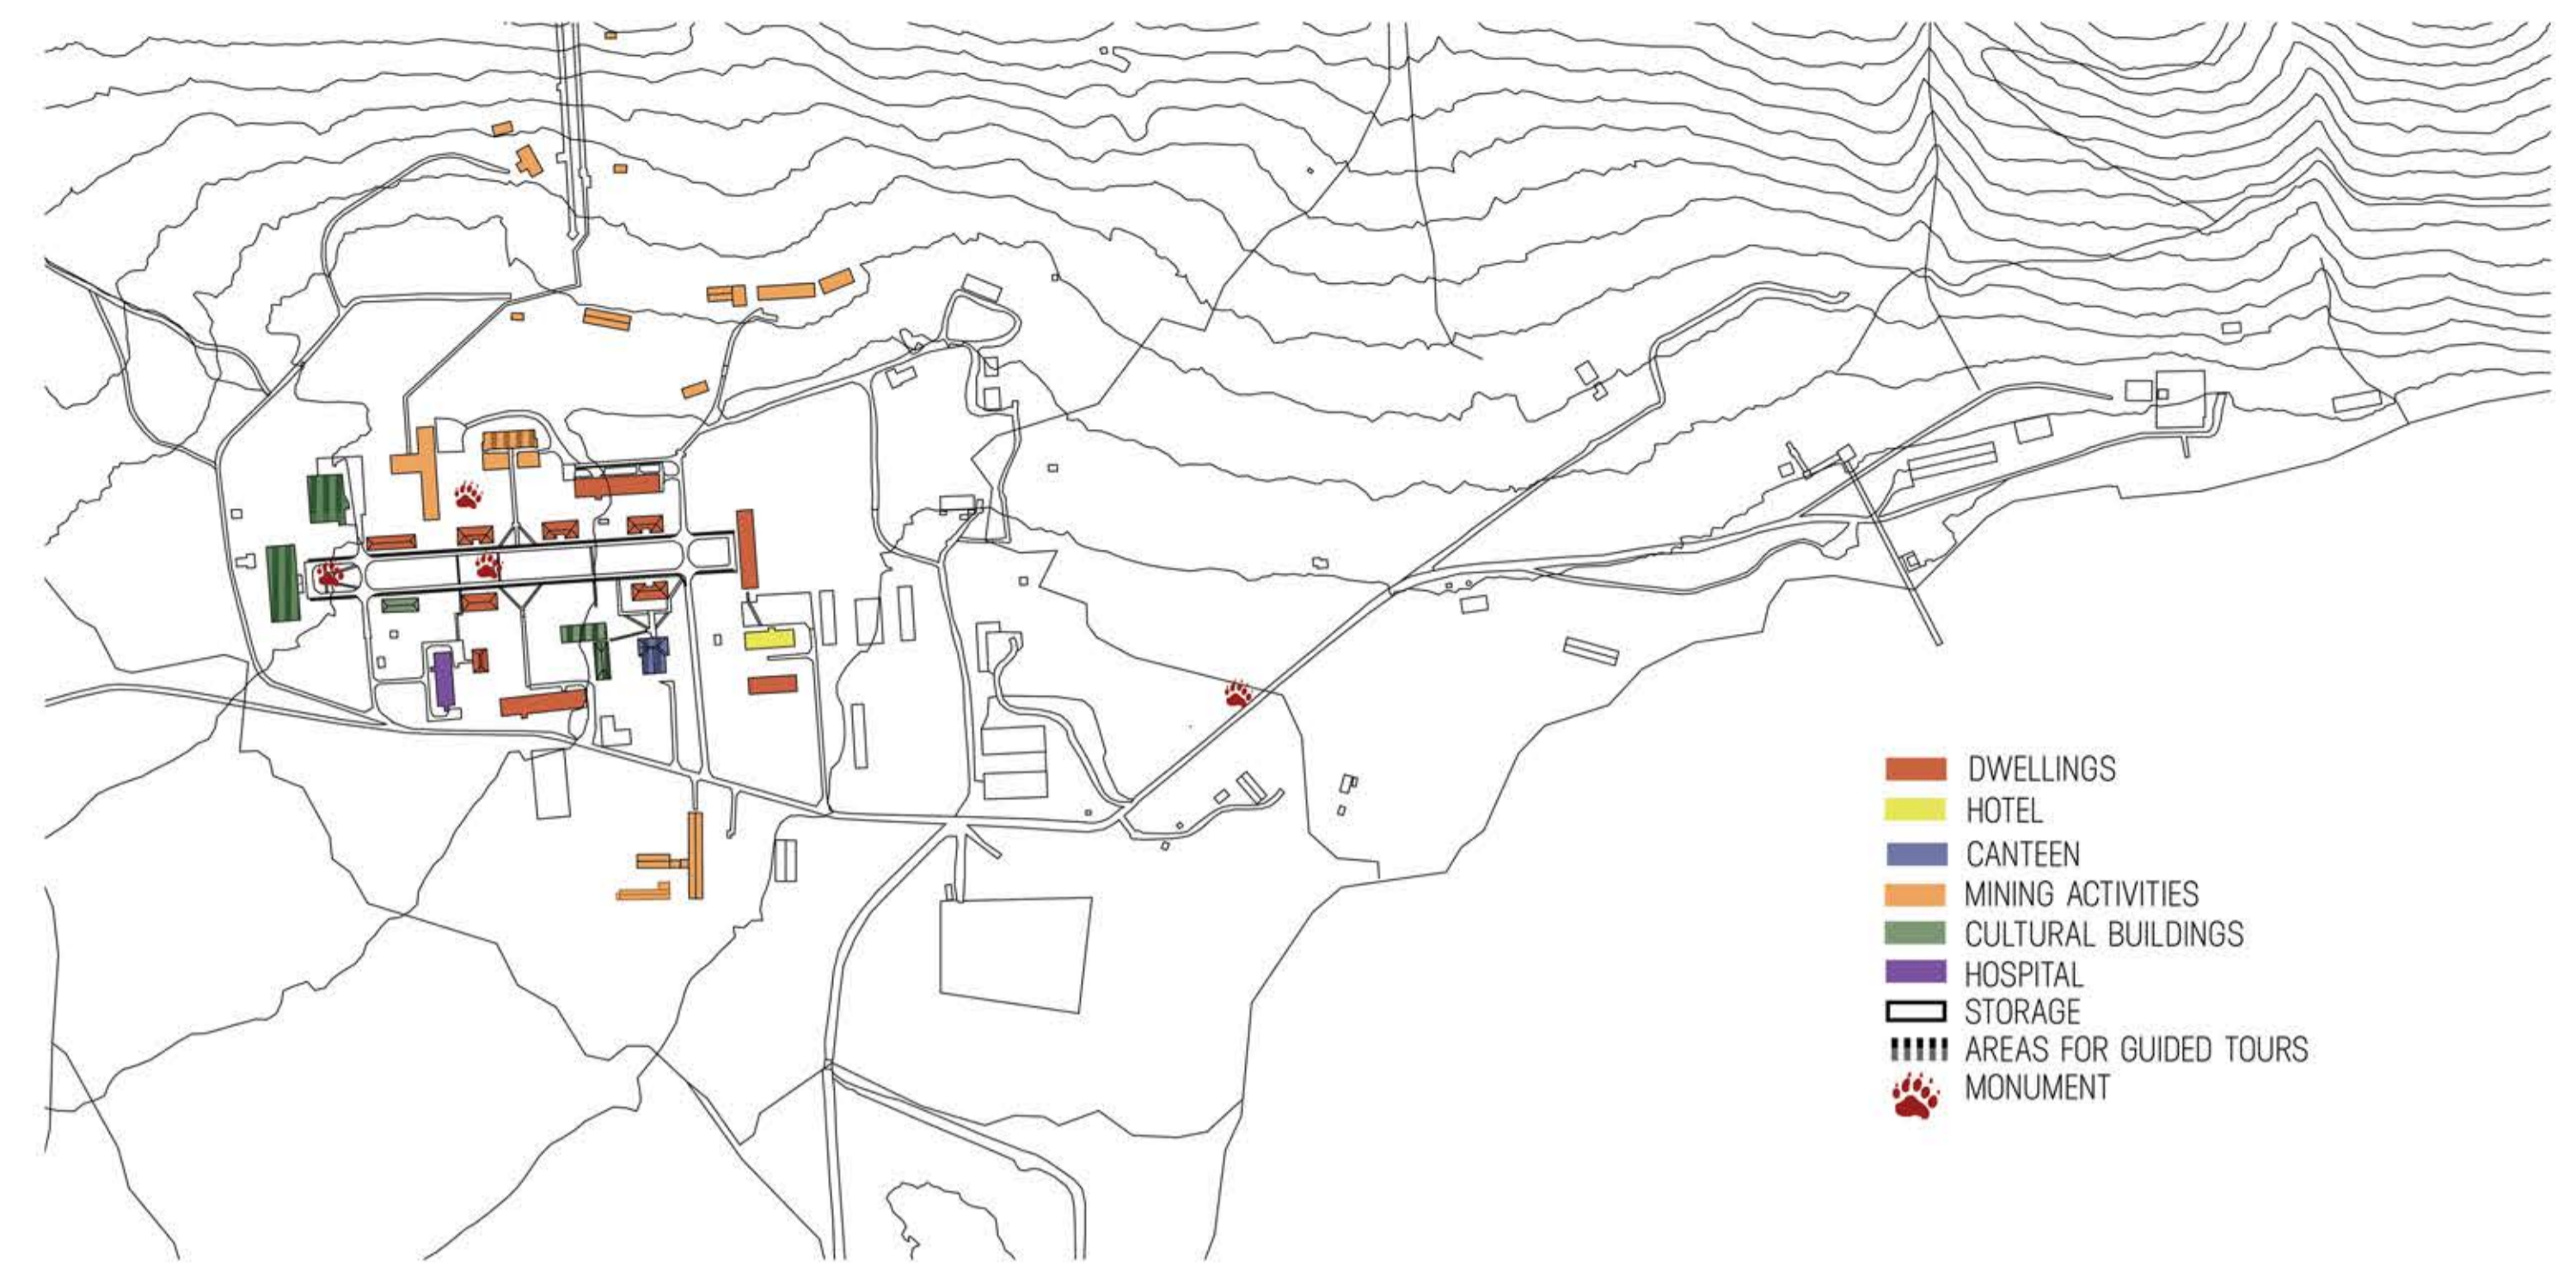 DWELLINGS
HOTEL
CANTEEN
MINING ACTIVITIES
CULTURAL BUILDINGS
HOSPITAL
STORAGE
AREAS FOR GUIDED TOURS
MONUMENT